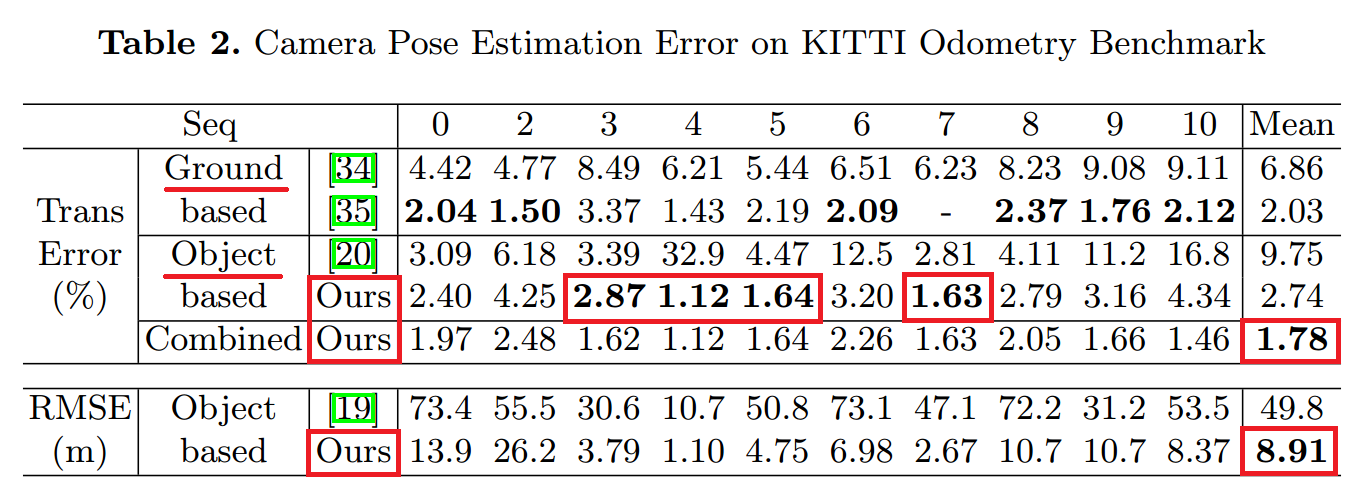 Table 2. Camera Pose Estimation Error on KITTI Odometry Benchmark
Seq 0 2 3 4 5 6 7 8 9 10 Mean
Ground [34] 4.42 4.77 8.49 6.21 5.44 6.51 6.23 8.23 9.08 9.11 6.86
Trans based [35] 2.04 1.50 3.37 1.43 2.19 2.09 - 2.37 1.76 2.12 2.03
Error Object [20] 3.09 6.18 3.39 32.9 4.47 12.5 2.81 4.11 11.2 16.8 9.75
(%) based Ours 2.40 4.25 2.87 1.12 1.64 3.20 1.63 2.79 3.16 4.34 2.74
Combined Ours 1.97 2.48 1.62 1.12 1.64 2.26 1.63 2.05 1.66 1.46 1.78
RMSE Object [19] 73.4 55.5 30.6 10.7 50.8 73.1 47.1 72.2 31.2 53.5 49.8
(m) based Ours 13.9 26.2 3.79 1.10 4.75 6.98 2.67 10.7 10.7 8.37 8.91